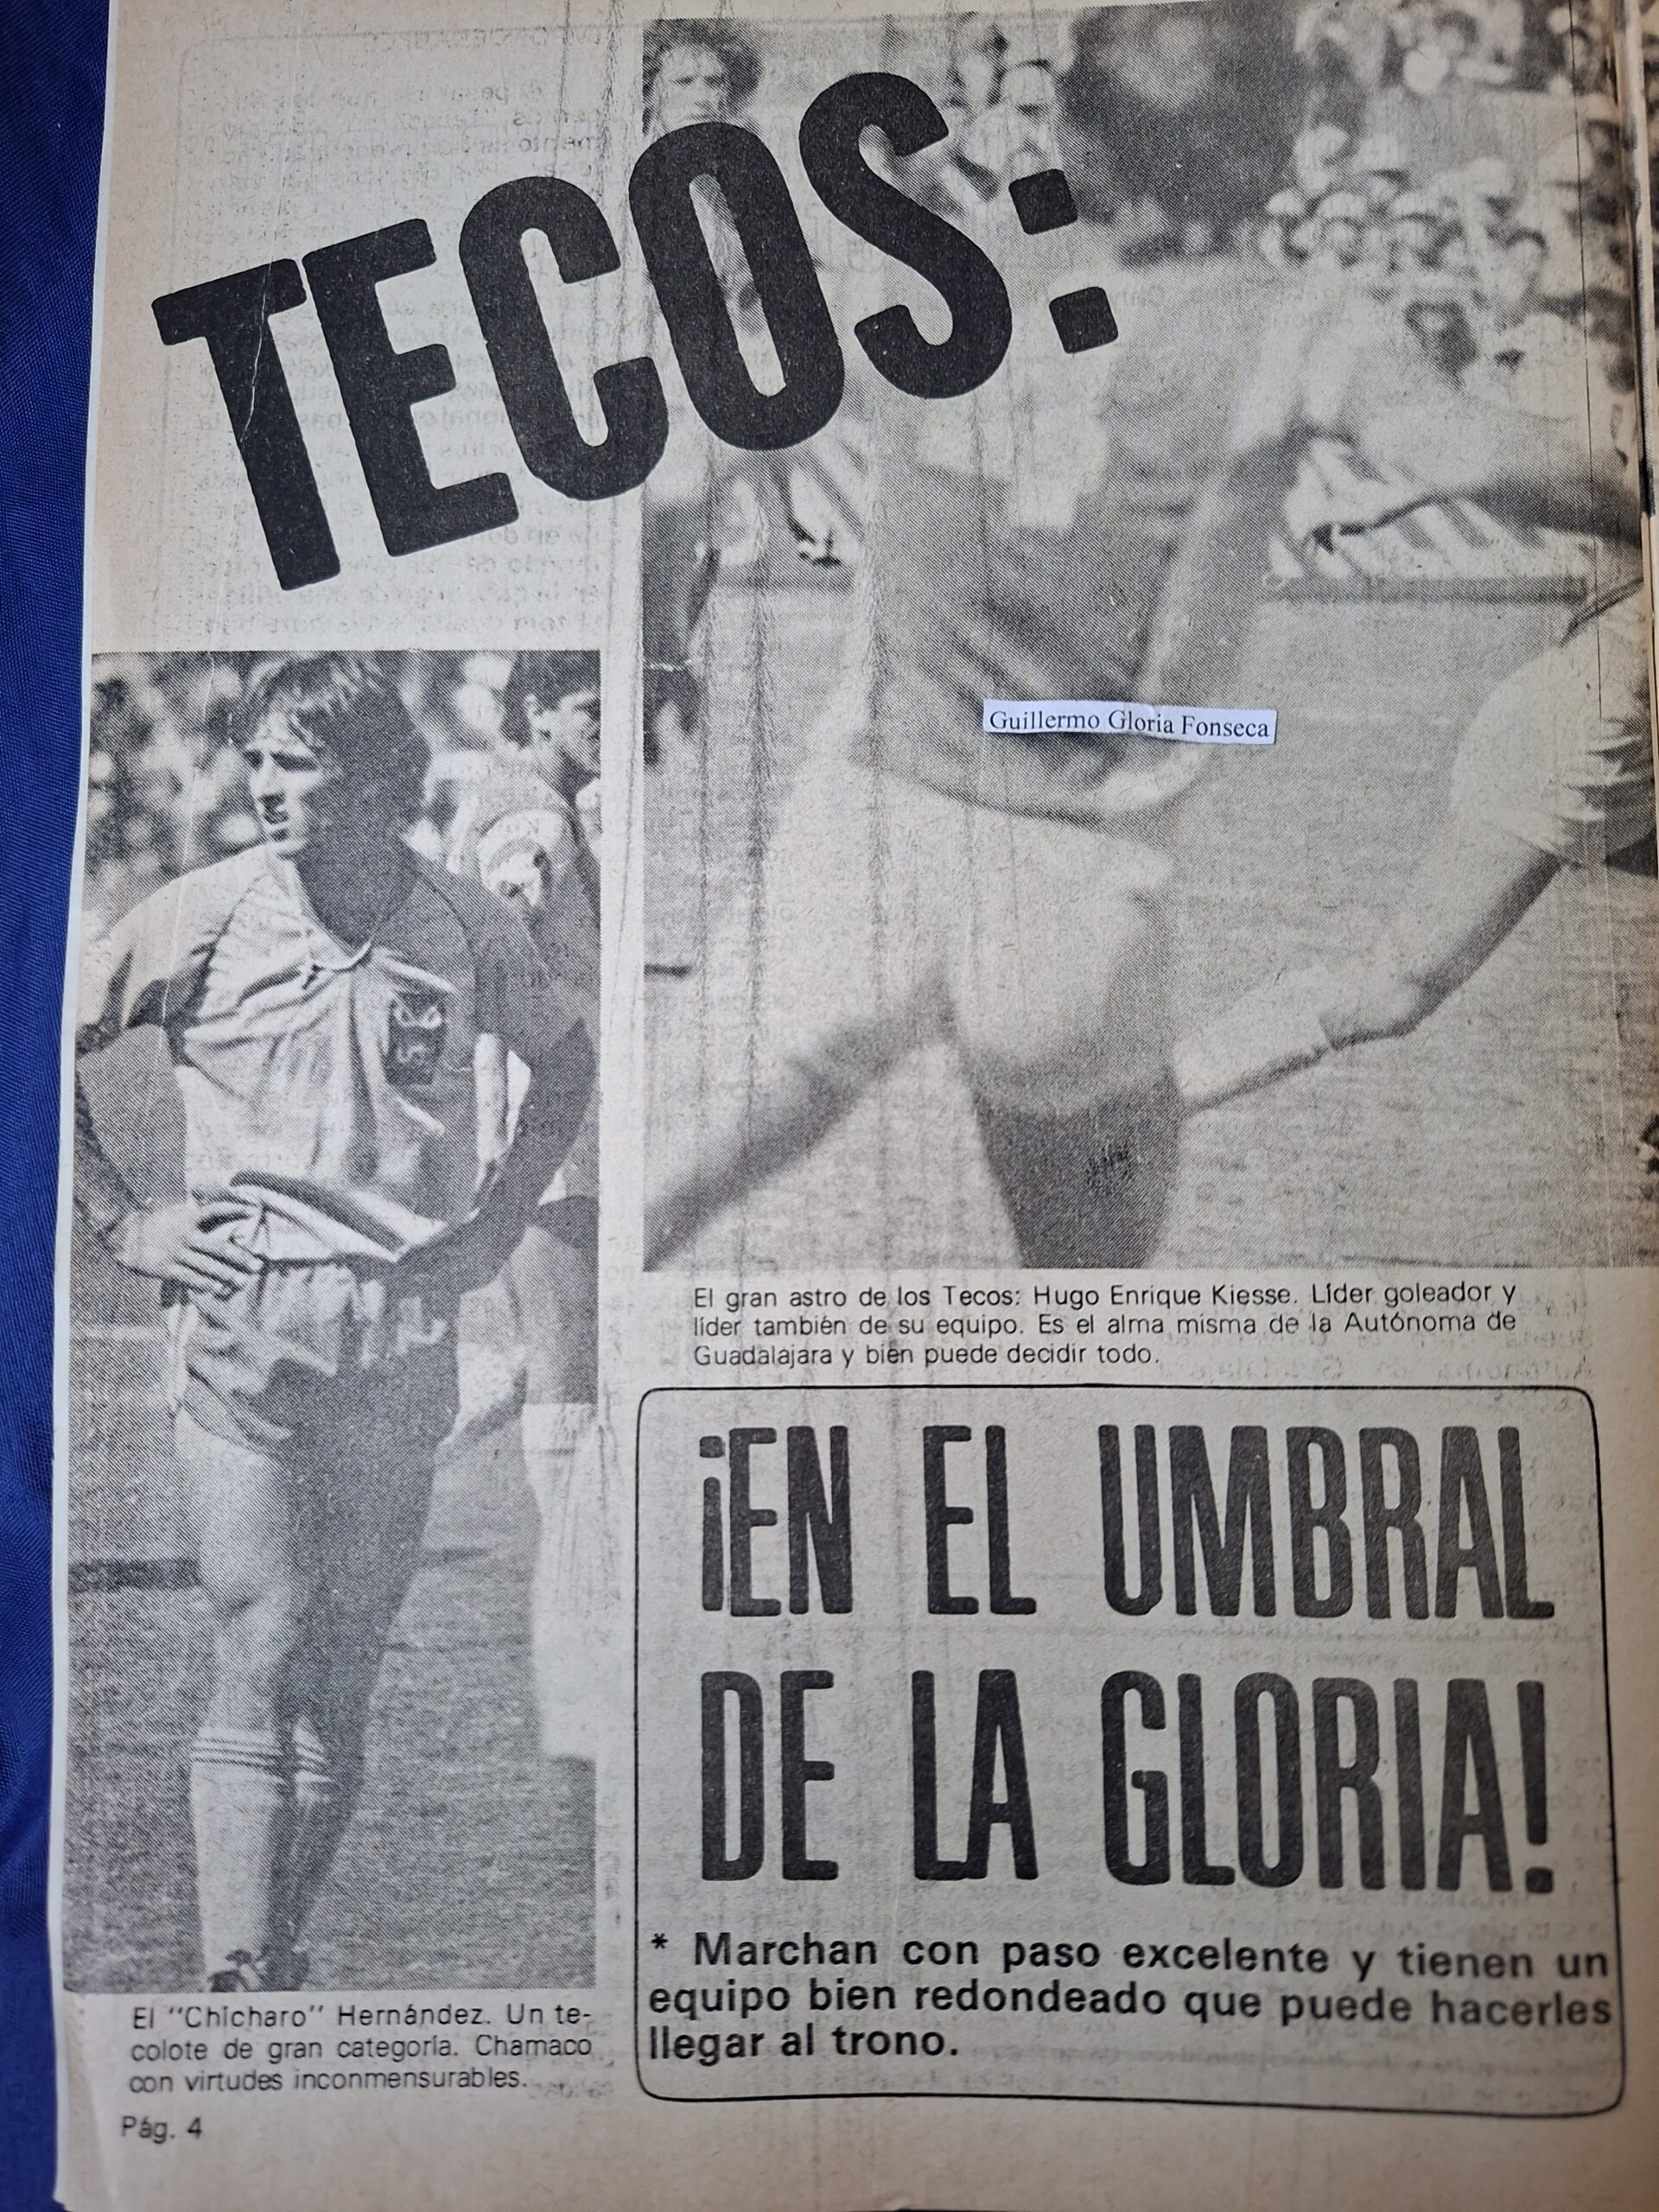 TECOS:
Guillermo Gloria Fonseca
El gran astro de los Tecos: Hugo Enrique Kiesse. Líder goleador y
líder también de su equipo. Es el alma misma de la Autónoma de
Guadalajara y bien puede decidir todo.
¡EN EL UMBRAL
DE LA GLORIA!
* Marchan con paso excelente y tienen un
equipo bien redondeado que puede hacerles
llegar al trono.
El "Chícharo" Hernández. Un te-
colote de gran categoría. Chamaco
con virtudes inconmensurables.
Pág. 4